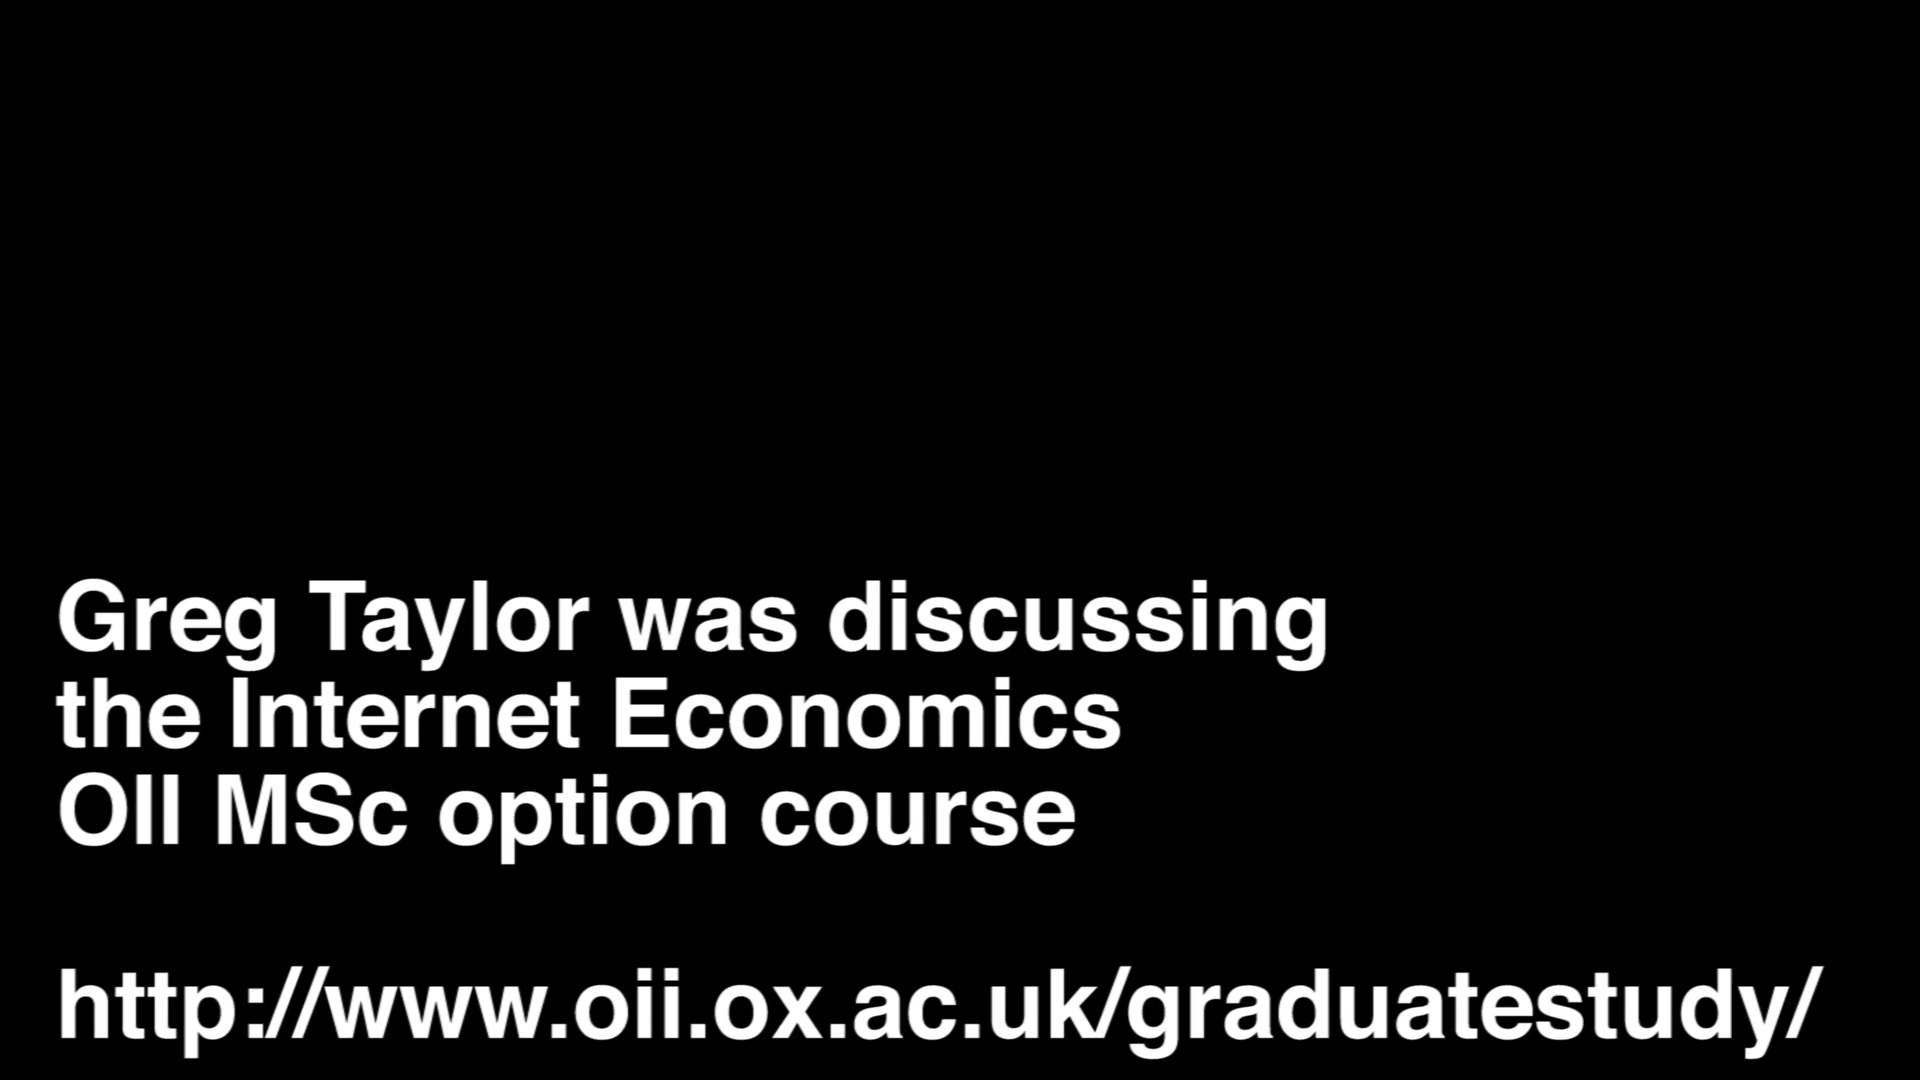 Greg Taylor was discussing
the Internet Economics
OII MSc option course
http://www.oii.ox.ac.uk/graduatestudy/